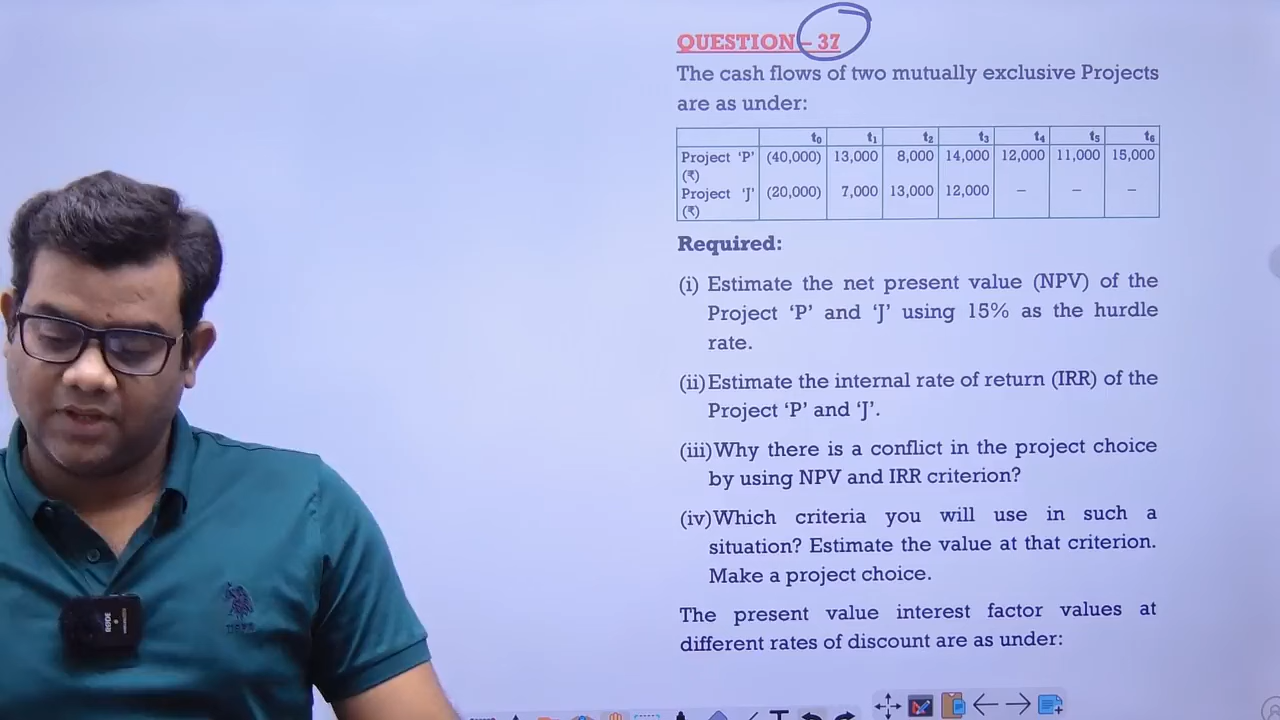 QUESTION – 37
The cash flows of two mutually exclusive Projects
are as under:
t₀ t₁ t₂ t₃ t₄ t₅ t₆
Project ‘P’ (40,000) 13,000 8,000 14,000 12,000 11,000 15,000
(₹)
Project ‘J’ (20,000) 7,000 13,000 12,000 – – –
(₹)
Required:
(i) Estimate the net present value (NPV) of the
Project ‘P’ and ‘J’ using 15% as the hurdle
rate.
(ii) Estimate the internal rate of return (IRR) of the
Project ‘P’ and ‘J’.
(iii) Why there is a conflict in the project choice
by using NPV and IRR criterion?
(iv) Which criteria you will use in such a
situation? Estimate the value at that criterion.
Make a project choice.
The present value interest factor values at
different rates of discount are as under:
RODE